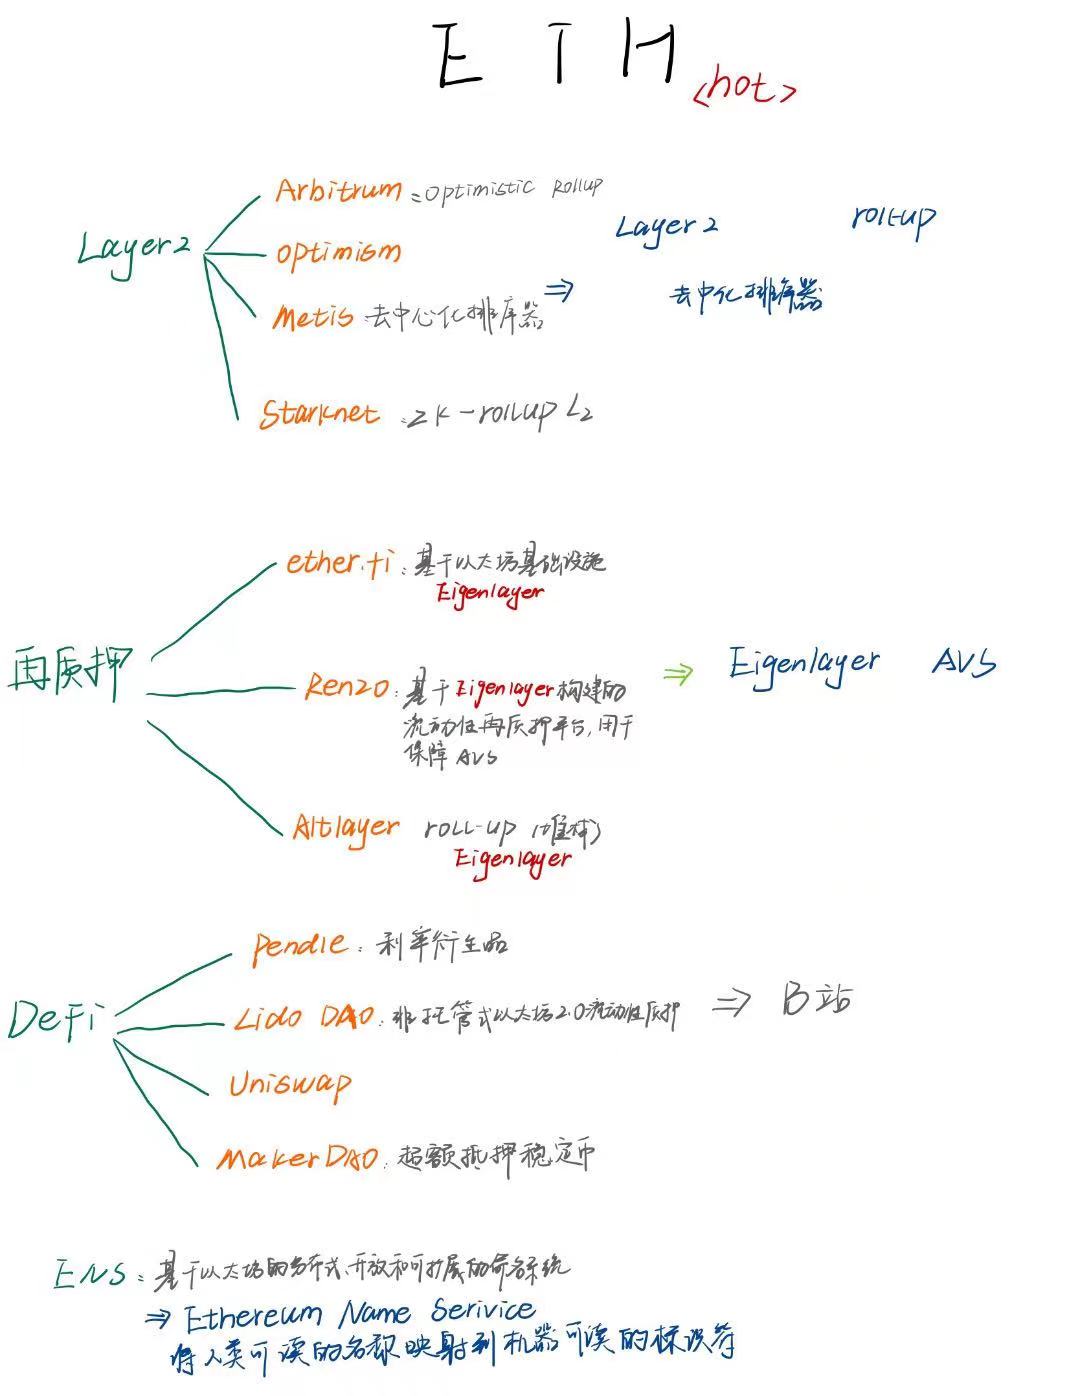 ETH
<hot>
Layer2
Arbitrum : Optimistic Rollup
Optimism
Metis : 去中心化排序器
Starknet : ZK-rollup L2
⇒ Layer2 roll-up
去中化排序器
再质押
ether.fi : 基于以太坊基础设施
Eigenlayer
Renzo : 基于Eigenlayer构建的
流动性再质押平台, 用于
保障 AVS
Altlayer roll-up (堆栈)
Eigenlayer
⇒ Eigenlayer AVS
DeFi
Pendle : 利率衍生品
Lido DAO : 非托管式以太坊2.0流动性质押
Uniswap
MakerDAO : 超额抵押稳定币
⇒ B站
ENS : 基于以太坊的分布式、开放和可扩展的命名系统
⇒ Ethereum Name Serivice
将人类可读的名称映射到机器可读的标识符